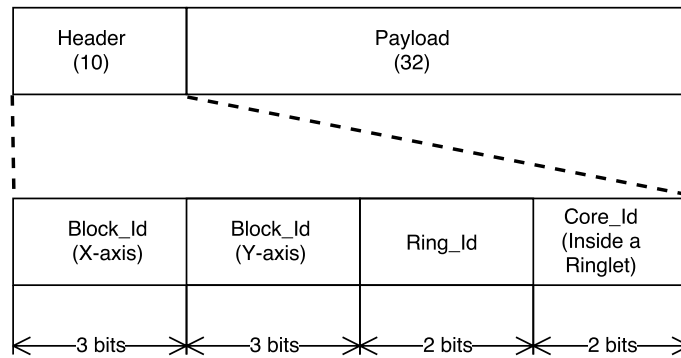 Header
(10)
Payload
(32)
Block_Id
(X-axis)
Block_Id
(Y-axis)
Ring_Id
Core_Id
(Inside a
Ringlet)
3 bits
3 bits
2 bits
2 bits